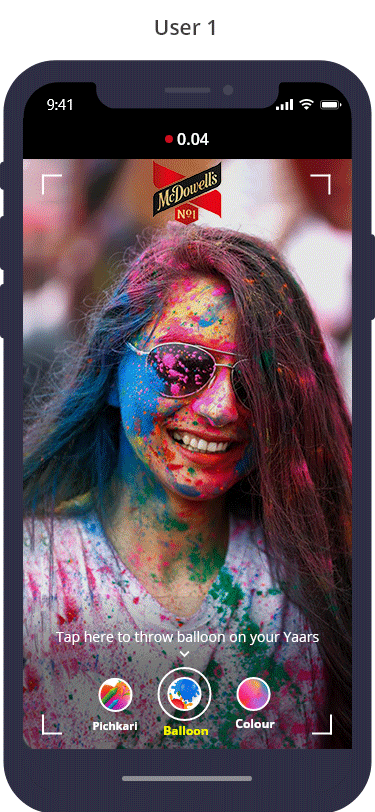 User 1
9:41
0.04
McDowell's
No1
Tap here to throw balloon on your Yaars
Pichkari
Balloon
Colour